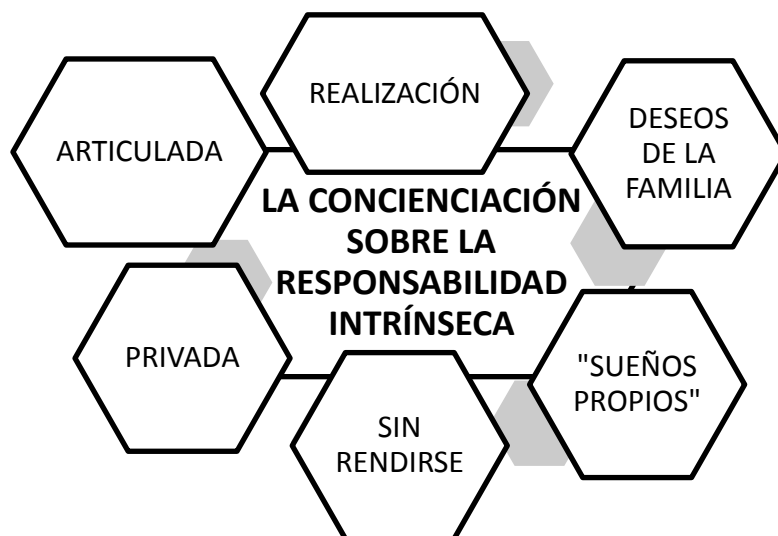 REALIZACIÓN
ARTICULADA
DESEOS
DE LA
FAMILIA
LA CONCIENCIACIÓN
SOBRE LA
RESPONSABILIDAD
INTRÍNSECA
PRIVADA
"SUEÑOS
PROPIOS"
SIN
RENDIRSE